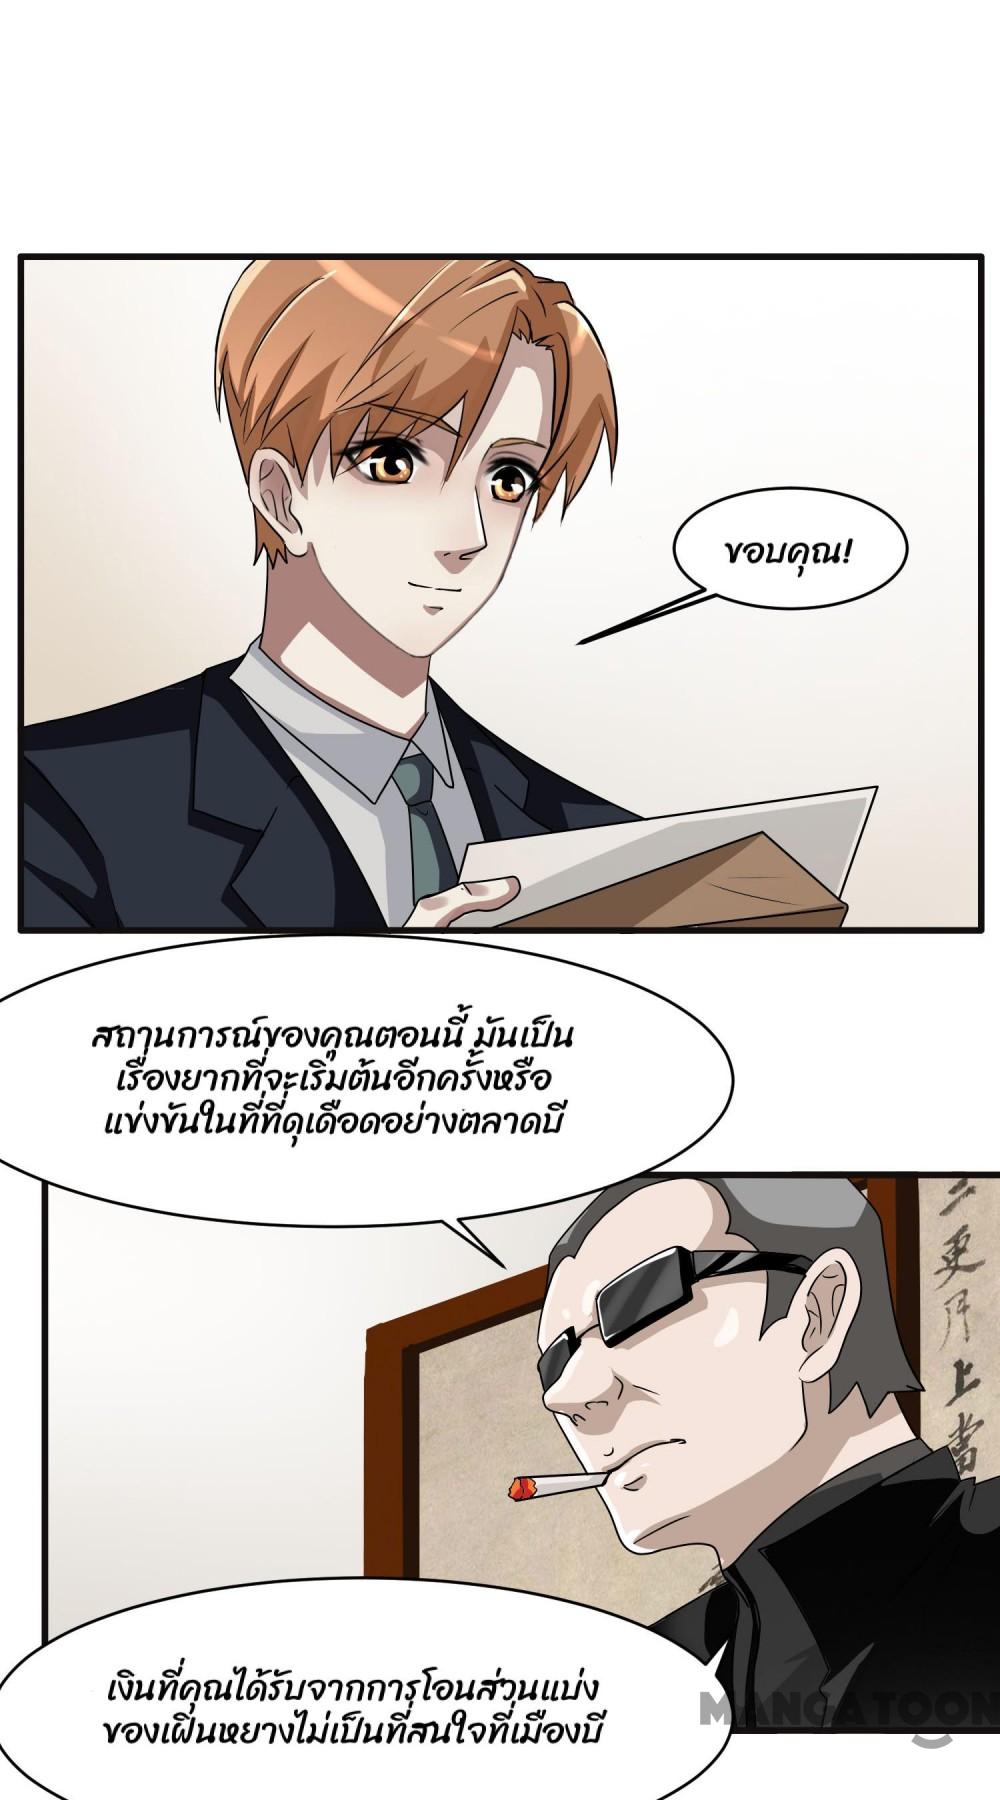 ขอบคุณ!
สถานการณ์ของคุณตอนนี้ มันเป็น
เรื่องยากที่จะเริ่มต้นอีกครั้งหรือ
แข่งขันในที่ที่ดุเดือดอย่างตลาดบี
二更月上當
เงินที่คุณได้รับจากการโอนส่วนแบ่ง
ของเฝินหยางไม่เป็นที่สนใจที่เมืองบี
MANGATOON